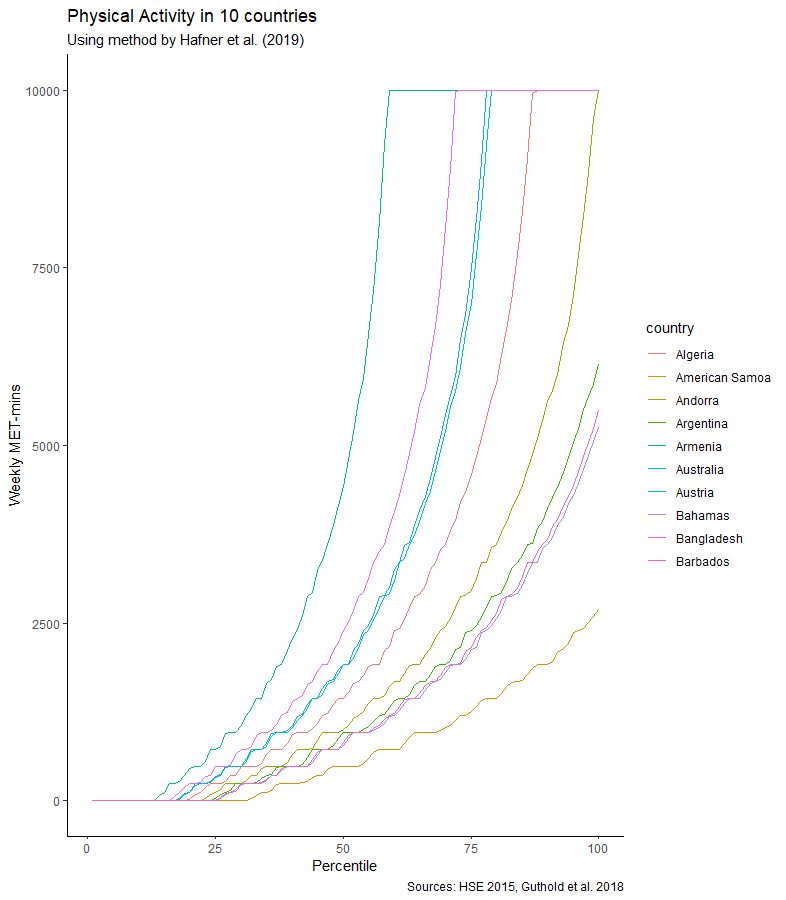 Physical Activity in 10 countries
Using method by Hafner et al. (2019)
10000
7500
5000
2500
0
Weekly MET-mins
0 25 50 75 100
Percentile
country
Algeria
American Samoa
Andorra
Argentina
Armenia
Australia
Austria
Bahamas
Bangladesh
Barbados
Sources: HSE 2015, Guthold et al. 2018